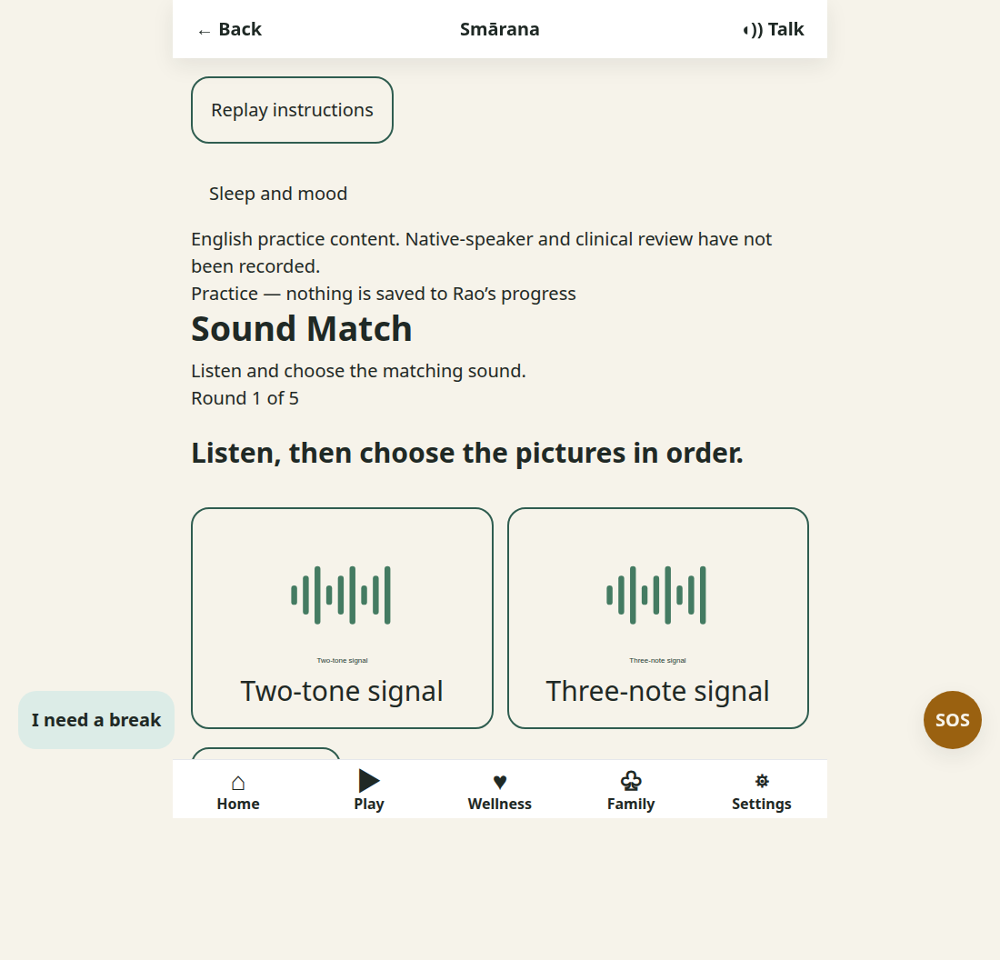 ← Back
Smārana
Talk
Replay instructions
Sleep and mood
English practice content. Native-speaker and clinical review have not
been recorded.
Practice — nothing is saved to Rao’s progress
Sound Match
Listen and choose the matching sound.
Round 1 of 5
Listen, then choose the pictures in order.
Two-tone signal
Three-note signal
Two-tone signal
Three-note signal
I need a break
SOS
Home
Play
Wellness
Family
Settings